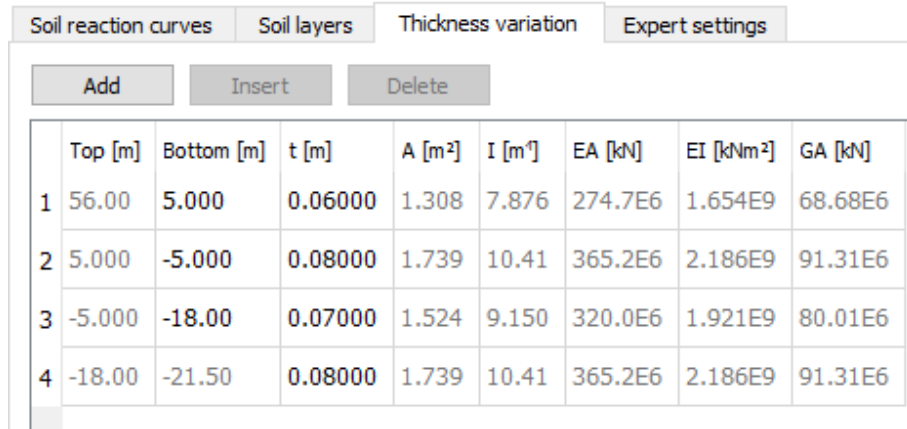 Soil reaction curves Soil layers Thickness variation Expert settings
Add Insert Delete
Top [m] Bottom [m] t [m] A [m²] I [m⁴] EA [kN] EI [kNm²] GA [kN]
1 56.00 5.000 0.06000 1.308 7.876 274.7E6 1.654E9 68.68E6
2 5.000 -5.000 0.08000 1.739 10.41 365.2E6 2.186E9 91.31E6
3 -5.000 -18.00 0.07000 1.524 9.150 320.0E6 1.921E9 80.01E6
4 -18.00 -21.50 0.08000 1.739 10.41 365.2E6 2.186E9 91.31E6